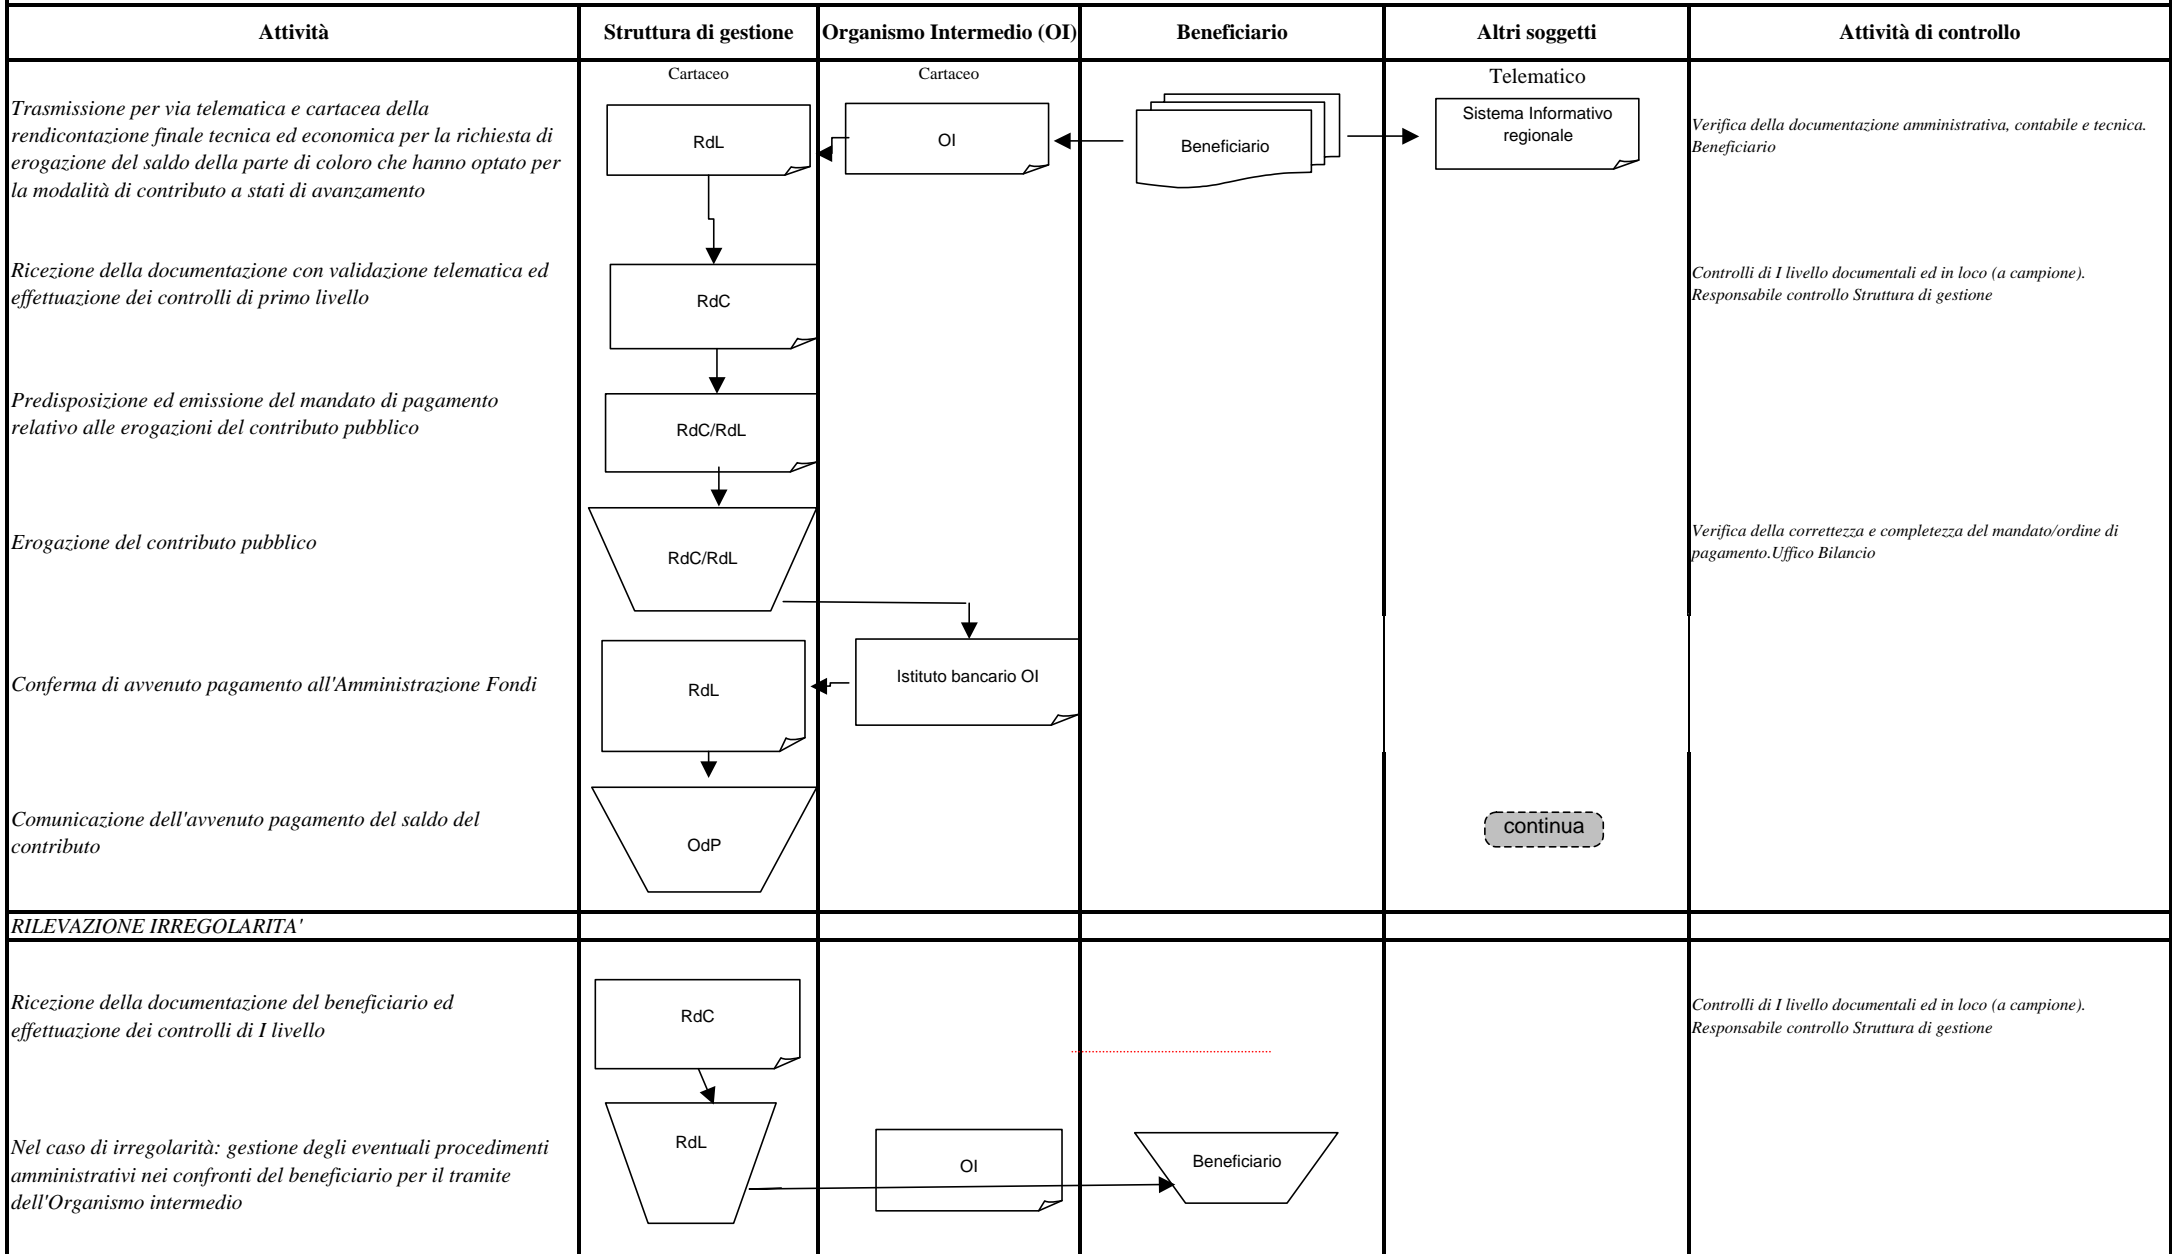 Attività
Struttura di gestione
Organismo Intermedio (OI)
Beneficiario
Altri soggetti
Attività di controllo
Cartaceo
Cartaceo
Telematico
Trasmissione per via telematica e cartacea della
rendicontazione finale tecnica ed economica per la richiesta di
erogazione del saldo della parte di coloro che hanno optato per
la modalità di contributo a stati di avanzamento
RdL
OI
Beneficiario
Sistema Informativo
regionale
Verifica della documentazione amministrativa, contabile e tecnica.
Beneficiario
Ricezione della documentazione con validazione telematica ed
effettuazione dei controlli di primo livello
RdC
Controlli di I livello documentali ed in loco (a campione).
Responsabile controllo Struttura di gestione
Predisposizione ed emissione del mandato di pagamento
relativo alle erogazioni del contributo pubblico
RdC/RdL
Erogazione del contributo pubblico
RdC/RdL
Verifica della correttezza e completezza del mandato/ordine di
pagamento.Uffico Bilancio
Conferma di avvenuto pagamento all'Amministrazione Fondi
RdL
Istituto bancario OI
Comunicazione dell'avvenuto pagamento del saldo del
contributo
OdP
continua
RILEVAZIONE IRREGOLARITA'
Ricezione della documentazione del beneficiario ed
effettuazione dei controlli di I livello
RdC
Controlli di I livello documentali ed in loco (a campione).
Responsabile controllo Struttura di gestione
Nel caso di irregolarità: gestione degli eventuali procedimenti
amministrativi nei confronti del beneficiario per il tramite
dell'Organismo intermedio
RdL
OI
Beneficiario